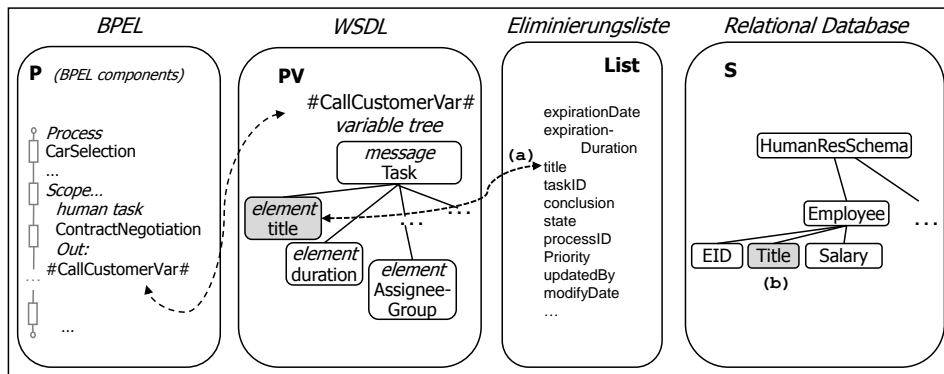 BPEL
WSDL
Eliminierungsliste
Relational Database
P (BPEL components)
Process
CarSelection
...
Scope...
human task
ContractNegotiation
Out:
#CallCustomerVar#
...
...
PV
#CallCustomerVar#
variable tree
message
Task
element
title
element
duration
element
Assignee-
Group
...
...
List
expirationDate
expiration-
Duration
(a)
title
taskID
conclusion
state
processID
Priority
updatedBy
modifyDate
...
S
HumanResSchema
Employee
...
EID
Title
Salary
(b)